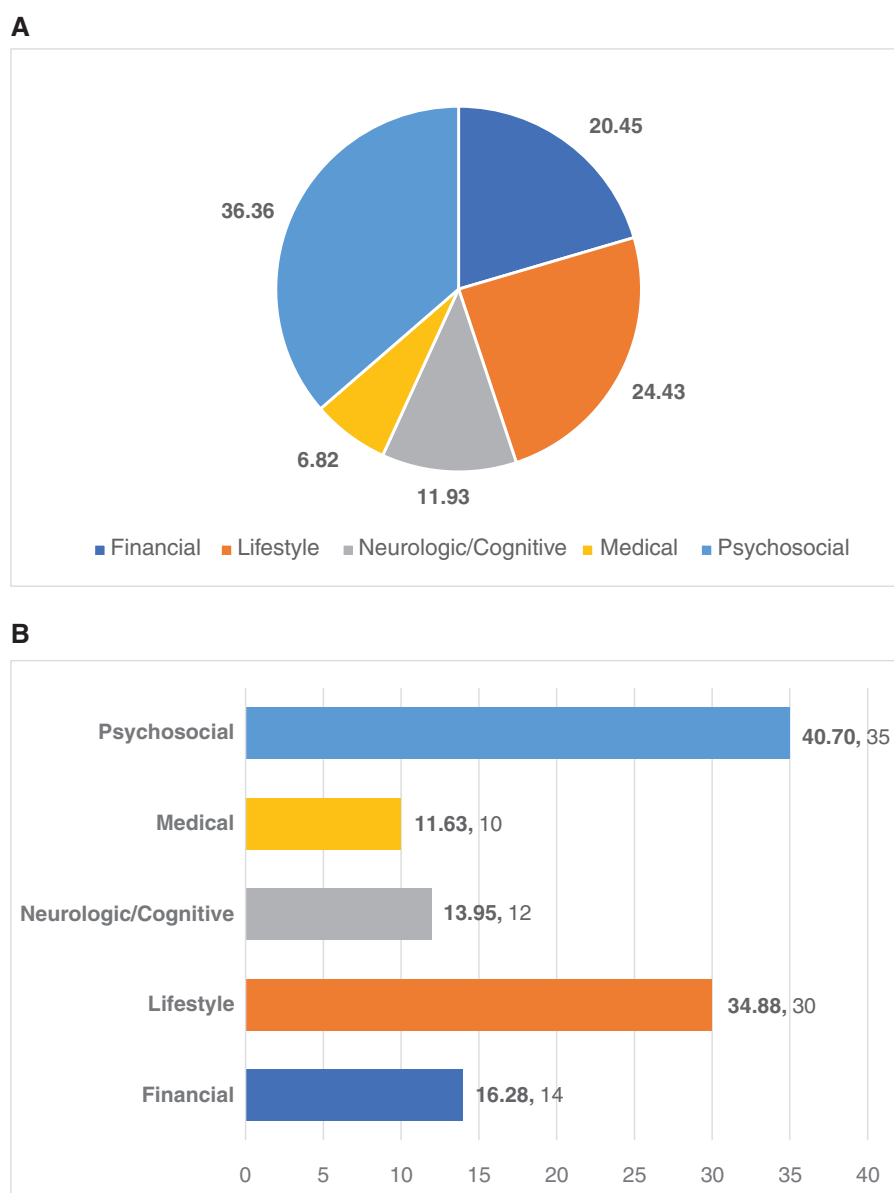 A
20.45
36.36
24.43
6.82
11.93
Financial Lifestyle Neurologic/Cognitive Medical Psychosocial
B
Psychosocial 40.70, 35
Medical 11.63, 10
Neurologic/Cognitive 13.95, 12
Lifestyle 34.88, 30
Financial 16.28, 14
0 5 10 15 20 25 30 35 40